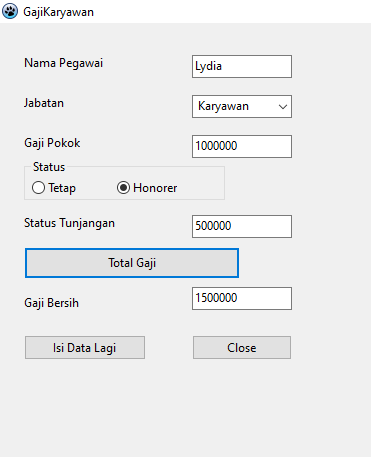 GajiKaryawan
Nama Pegawai Lydia
Jabatan Karyawan
Gaji Pokok 1000000
Status
Tetap Honorer
Status Tunjangan 500000
Total Gaji
Gaji Bersih 1500000
Isi Data Lagi Close